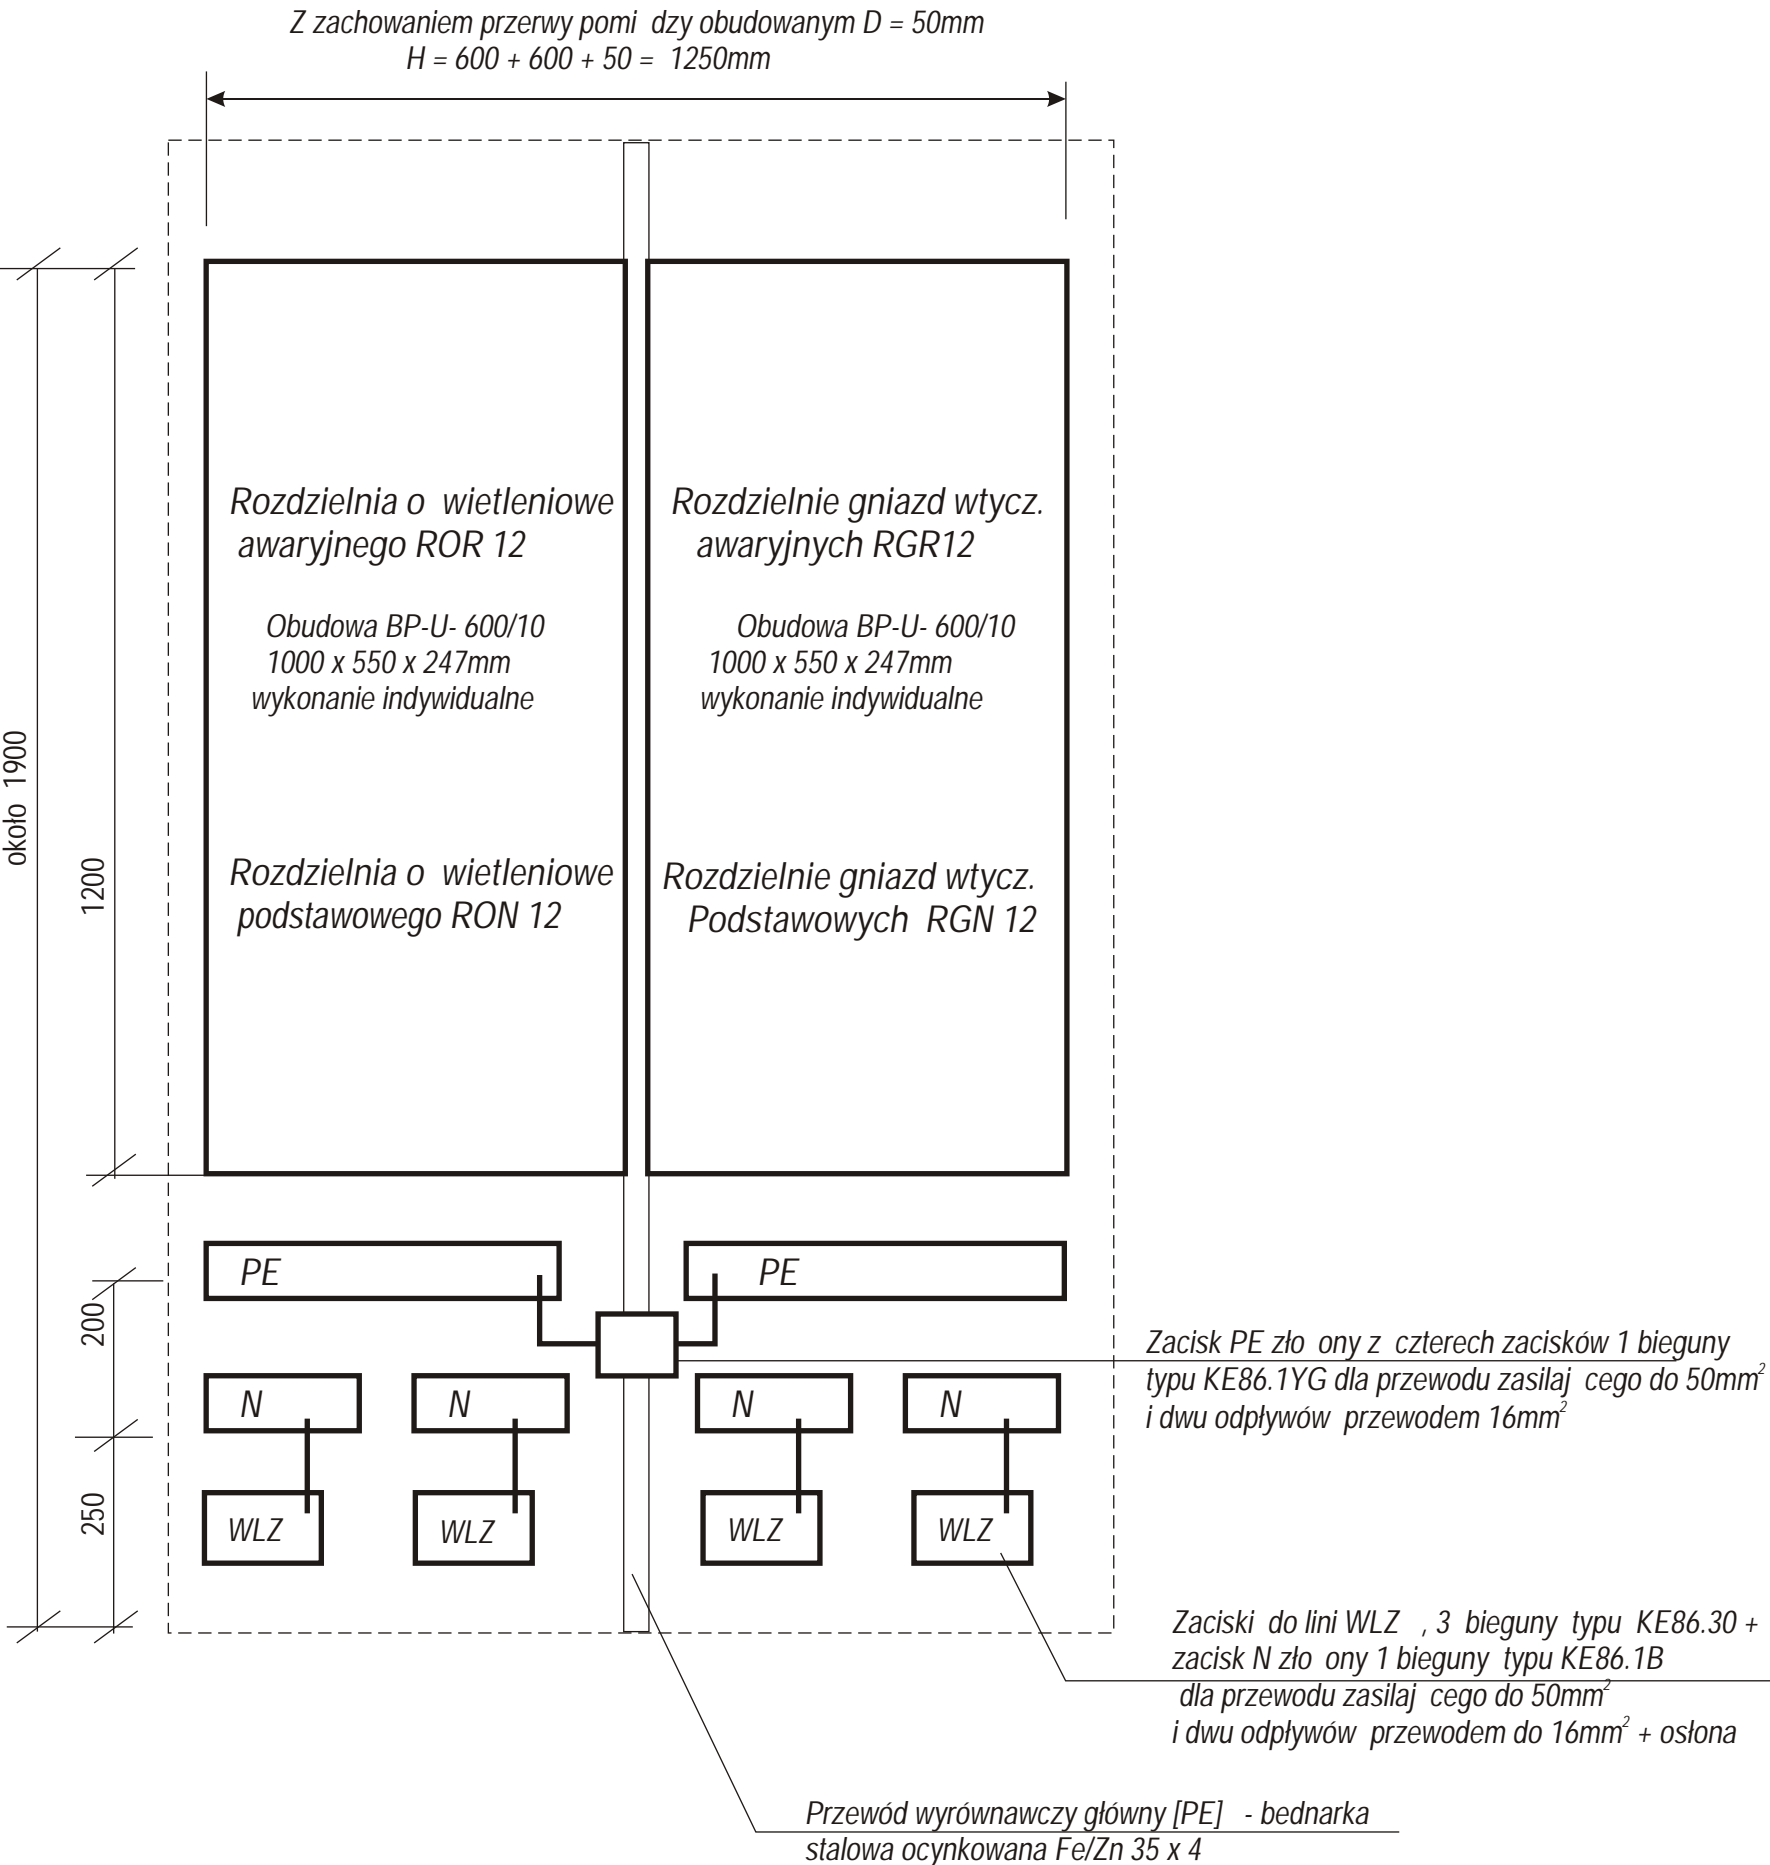 Z zachowaniem przerwy pomi dzy obudowanym D = 50mm
H = 600 + 600 + 50 = 1250mm
około 1900
1200
200
250
Rozdzielnia o wietleniowe
awaryjnego ROR 12
Obudowa BP-U- 600/10
1000 x 550 x 247mm
wykonanie indywidualne
Rozdzielnia o wietleniowe
podstawowego RON 12
Rozdzielnie gniazd wtycz.
awaryjnych RGR12
Obudowa BP-U- 600/10
1000 x 550 x 247mm
wykonanie indywidualne
Rozdzielnie gniazd wtycz.
Podstawowych RGN 12
PE
PE
N
N
N
N
WLZ
WLZ
WLZ
WLZ
Zacisk PE zło ony z czterech zacisków 1 bieguny
typu KE86.1YG dla przewodu zasilaj cego do 50mm²
i dwu odpływów przewodem 16mm²
Zaciski do lini WLZ , 3 bieguny typu KE86.30 +
zacisk N zło ony 1 bieguny typu KE86.1B
dla przewodu zasilaj cego do 50mm²
i dwu odpływów przewodem do 16mm² + osłona
Przewód wyrównawczy główny [PE] - bednarka
stalowa ocynkowana Fe/Zn 35 x 4